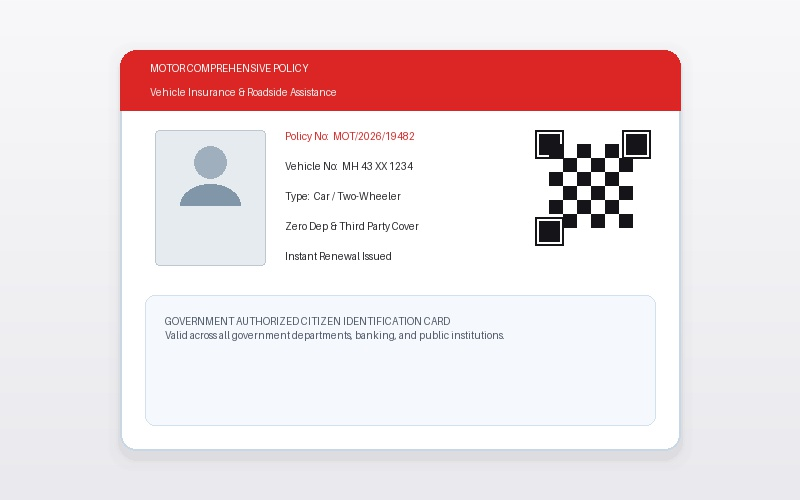 MOTOR COMPREHENSIVE POLICY
Vehicle Insurance & Roadside Assistance
Policy No: MOT/2026/19482
Vehicle No: MH 43 XX 1234
Type: Car / Two-Wheeler
Zero Dep & Third Party Cover
Instant Renewal Issued
GOVERNMENT AUTHORIZED CITIZEN IDENTIFICATION CARD
Valid across all government departments, banking, and public institutions.